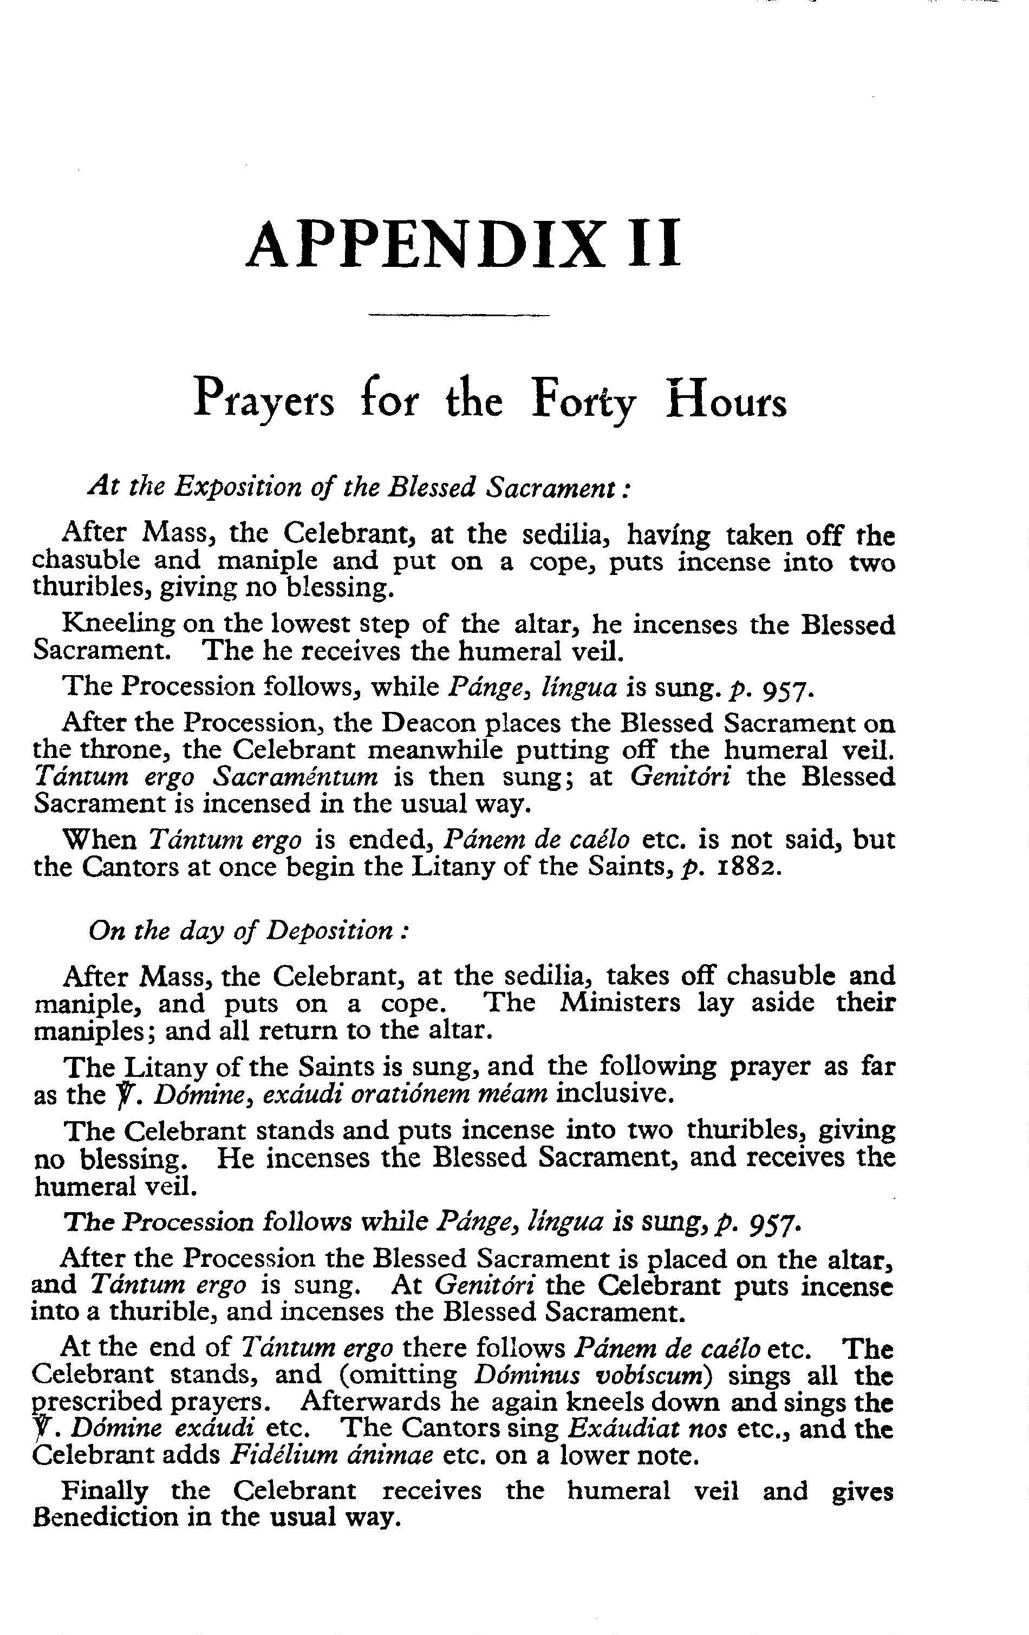 APPENDIX II
Prayers for the Forty Hours
At the Exposition of the Blessed Sacrament :
After Mass, the Celebrant, at the sedilia, having taken off the
chasuble and maniple and put on a cope, puts incense into two
thuribles, giving no blessing.
Kneeling on the lowest step of the altar, he incenses the Blessed
Sacrament. The he receives the humeral veil.
The Procession follows, while Pánge, língua is sung. p. 957.
After the Procession, the Deacon places the Blessed Sacrament on
the throne, the Celebrant meanwhile putting off the humeral veil.
Tántum ergo Sacraméntum is then sung; at Genitóri the Blessed
Sacrament is incensed in the usual way.
When Tántum ergo is ended, Pánem de caélo etc. is not said, but
the Cantors at once begin the Litany of the Saints, p. 1882.
On the day of Deposition :
After Mass, the Celebrant, at the sedilia, takes off chasuble and
maniple, and puts on a cope. The Ministers lay aside their
maniples; and all return to the altar.
The Litany of the Saints is sung, and the following prayer as far
as the ℣. Dómine, exáudi oratiónem méam inclusive.
The Celebrant stands and puts incense into two thuribles, giving
no blessing. He incenses the Blessed Sacrament, and receives the
humeral veil.
The Procession follows while Pánge, língua is sung, p. 957.
After the Procession the Blessed Sacrament is placed on the altar,
and Tántum ergo is sung. At Genitóri the Celebrant puts incense
into a thurible, and incenses the Blessed Sacrament.
At the end of Tántum ergo there follows Pánem de caélo etc. The
Celebrant stands, and (omitting Dóminus vobíscum) sings all the
prescribed prayers. Afterwards he again kneels down and sings the
℣. Dómine exáudi etc. The Cantors sing Exáudiat nos etc., and the
Celebrant adds Fidélium ánimae etc. on a lower note.
Finally the Celebrant receives the humeral veil and gives
Benediction in the usual way.